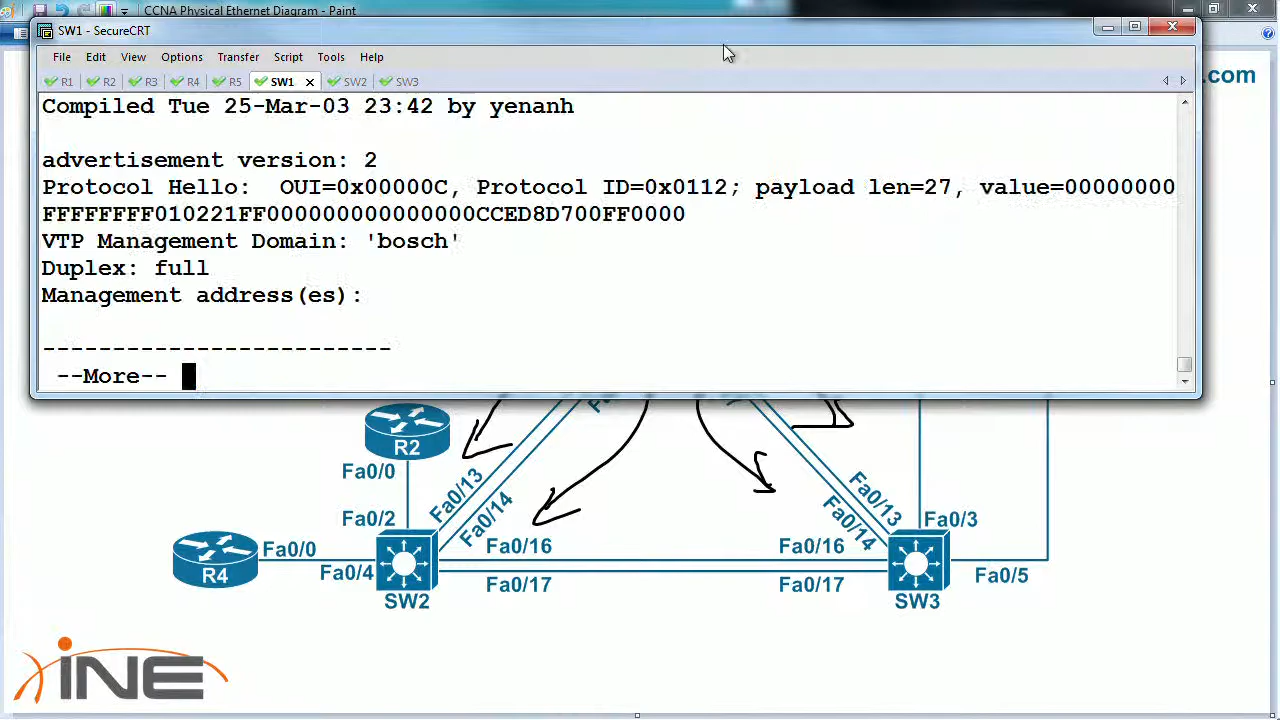 CCNA Physical Ethernet Diagram - Paint
SW1 - SecureCRT
File Edit View Options Transfer Script Tools Help
R1 R2 R3 R4 R5 SW1 SW2 SW3
.com
Compiled Tue 25-Mar-03 23:42 by yenanh
advertisement version: 2
Protocol Hello:  OUI=0x00000C, Protocol ID=0x0112; payload len=27, value=00000000
FFFFFFFF010221FF000000000000000CCED8D700FF0000
VTP Management Domain: 'bosch'
Duplex: full
Management address(es):
-------------------------
--More--
R2
Fa0/0
Fa0/13
Fa0/14
Fa0/2
Fa0/13
Fa0/14
Fa0/3
R4
Fa0/0
Fa0/4
Fa0/16
Fa0/16
Fa0/17
Fa0/17
Fa0/5
SW2
SW3
iNE